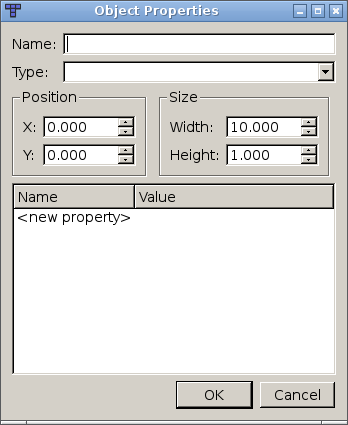 Object Properties
Name:
Type:
Position
Size
X: 0.000
Width: 10.000
Y: 0.000
Height: 1.000
Name Value
<new property>
OK Cancel